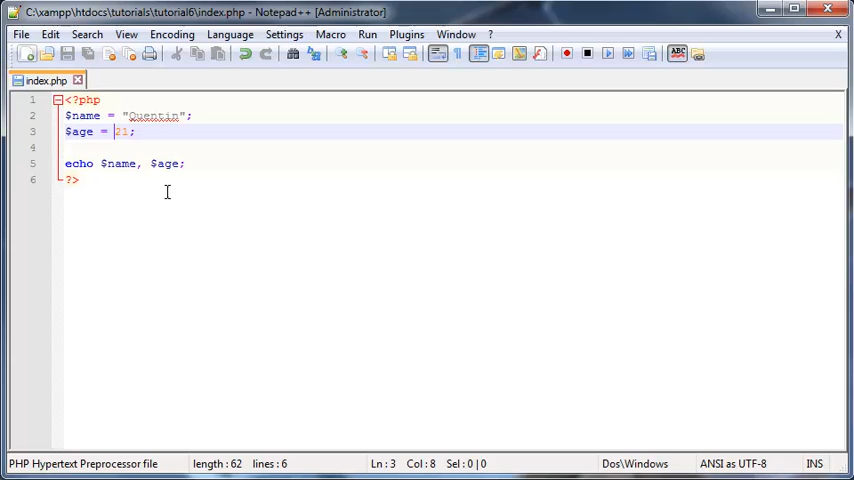 C:\xampp\htdocs\tutorials\tutorial6\index.php - Notepad++ [Administrator]
File Edit Search View Encoding Language Settings Macro Run Plugins Window ? X
ABC
index.php
1 <?php
2 $name = "Quentin";
3 $age = 21;
4
5 echo $name, $age;
6 ?>
PHP Hypertext Preprocessor file length : 62 lines : 6 Ln : 3 Col : 8 Sel : 0 | 0 Dos\Windows ANSI as UTF-8 INS